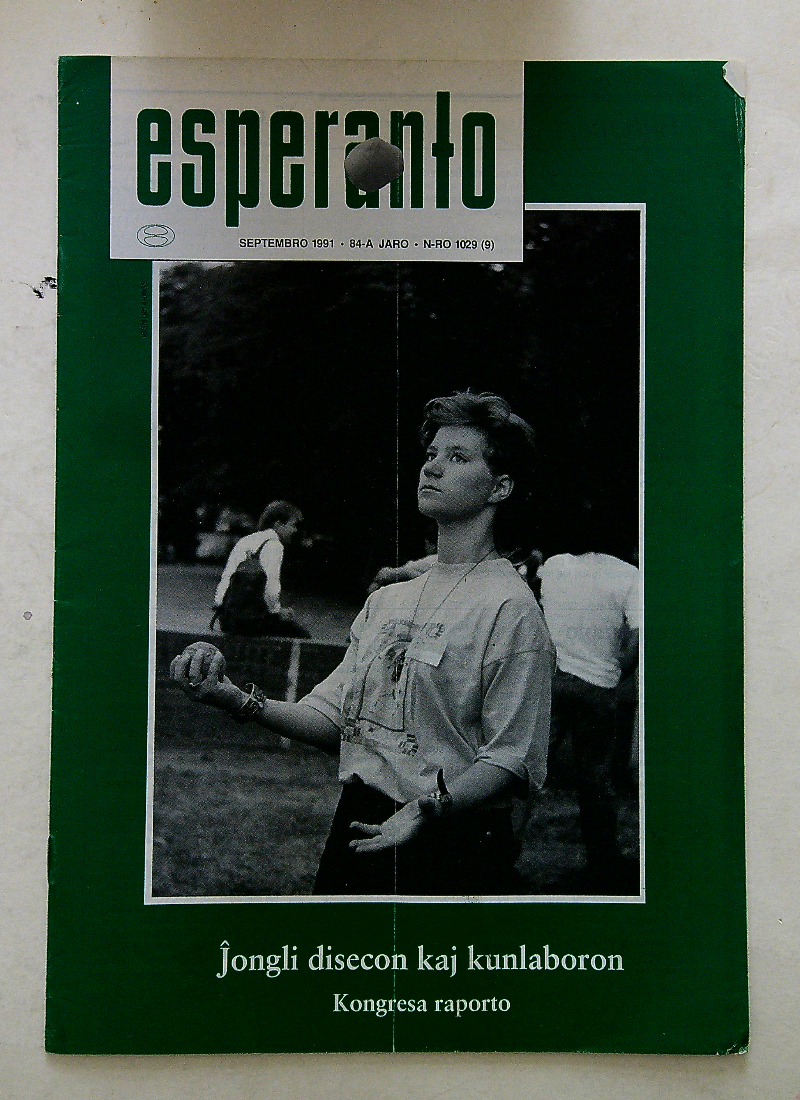 esperanto
SEPTEMBRO 1991 • 84-A JARO • N-RO 1029 (9)
Ĵongli disecon kaj kunlaboron
Kongresa raporto